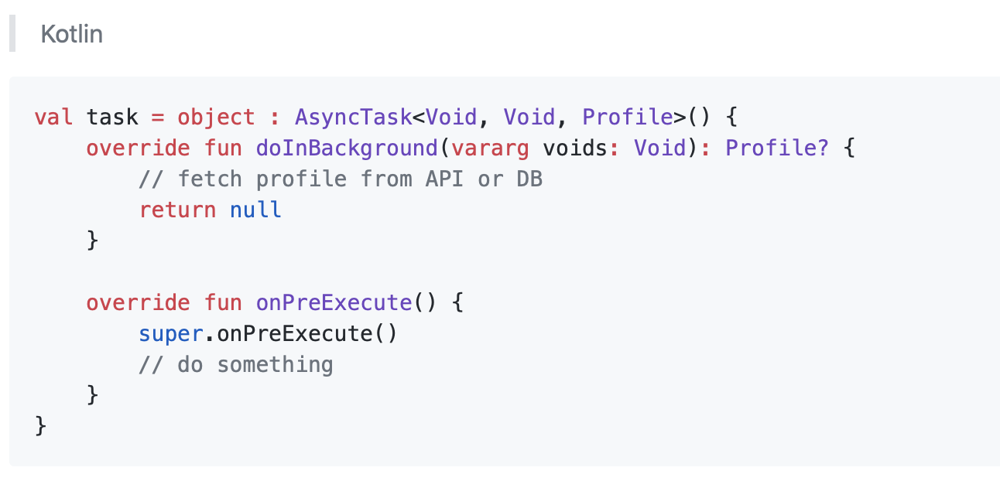 Kotlin
val task = object : AsyncTask<Void, Void, Profile>() {
    override fun doInBackground(vararg voids: Void): Profile? {
        // fetch profile from API or DB
        return null
    }

    override fun onPreExecute() {
        super.onPreExecute()
        // do something
    }
}